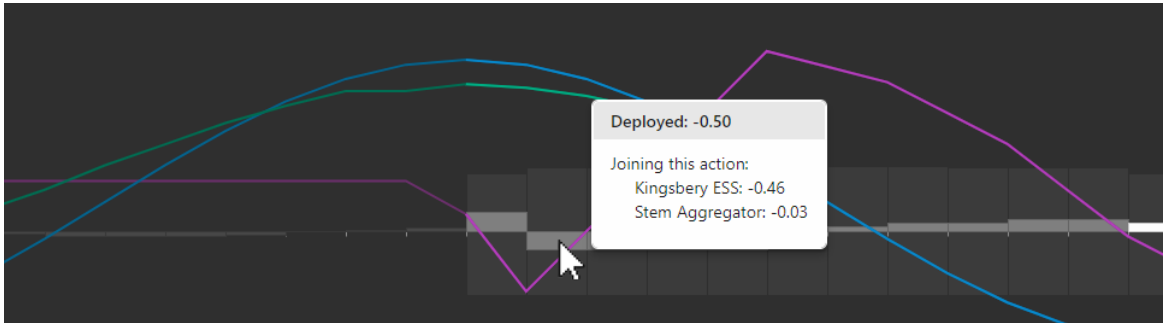 Deployed: -0.50
Joining this action:
Kingsbery ESS: -0.46
Stem Aggregator: -0.03